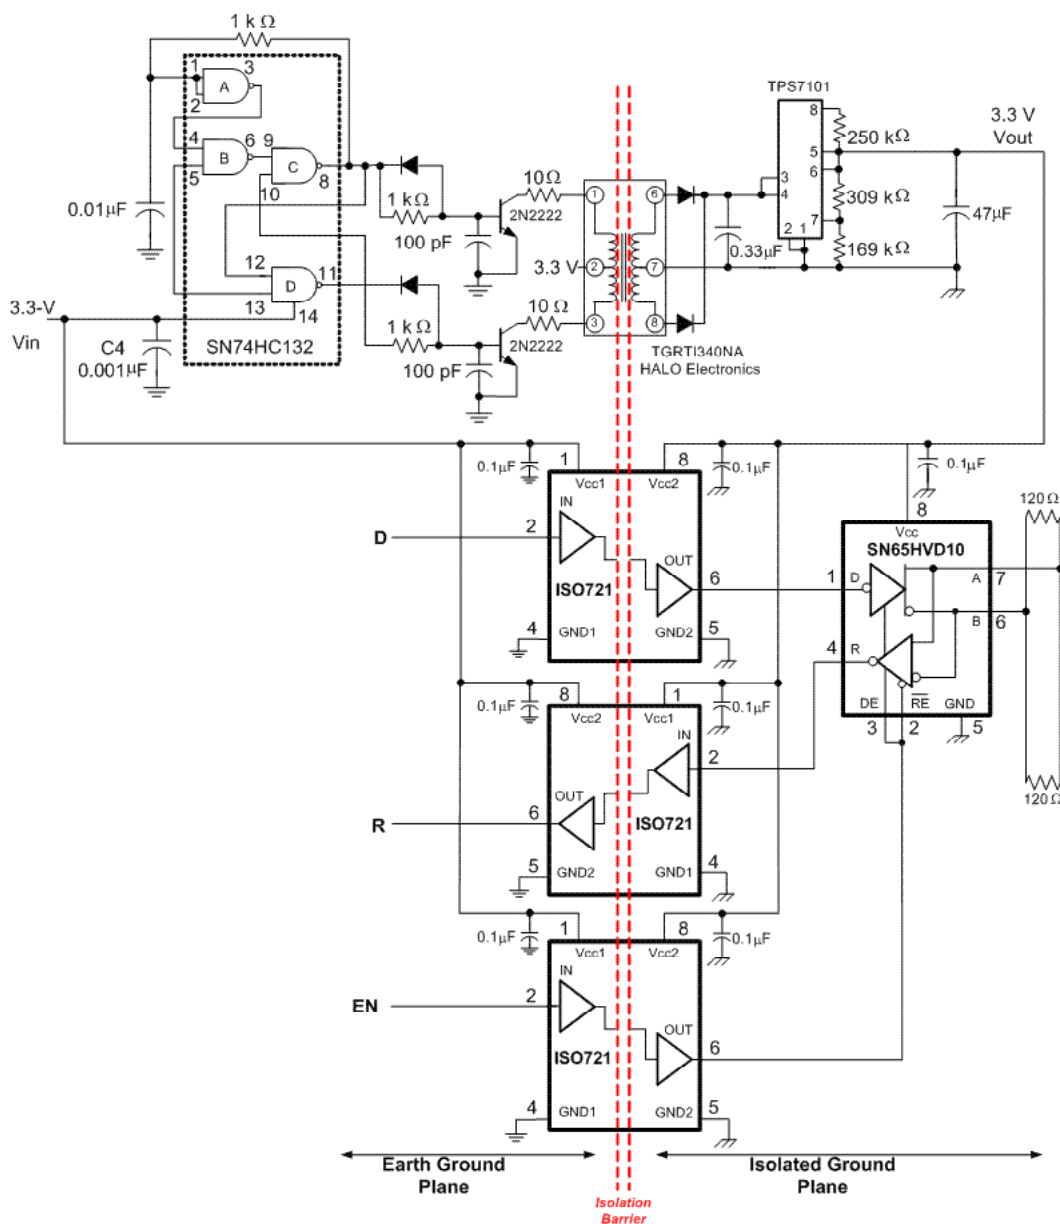 1 kΩ
1
2
3
A
4
5
6
B
9
10
8
C
12
13
11
14
D
0.01µF
3.3-V
Vin
C4
0.001µF
SN74HC132
1 kΩ
100 pF
2N2222
10Ω
1 kΩ
100 pF
2N2222
10 Ω
3.3 V
1
2
3
6
7
8
TGRTI340NA
HALO Electronics
TPS7101
8
5
6
7
3
4
2
1
0.33µF
250 kΩ
309 kΩ
169 kΩ
3.3 V
Vout
47µF
0.1µF
1
8
0.1µF
0.1µF
Vcc1
Vcc2
IN
D
2
OUT
6
ISO721
4
GND1
GND2
5
8
Vcc
SN65HVD10
120Ω
1
D
A
7
B
6
4
R
DE
RE
GND
3
2
5
120Ω
0.1µF
8
1
0.1µF
Vcc2
Vcc1
IN
2
OUT
6
R
ISO721
5
GND2
GND1
4
0.1µF
1
8
0.1µF
Vcc1
Vcc2
IN
EN
2
OUT
6
ISO721
4
GND1
GND2
5
Earth Ground
Plane
Isolated Ground
Plane
Isolation
Barrier